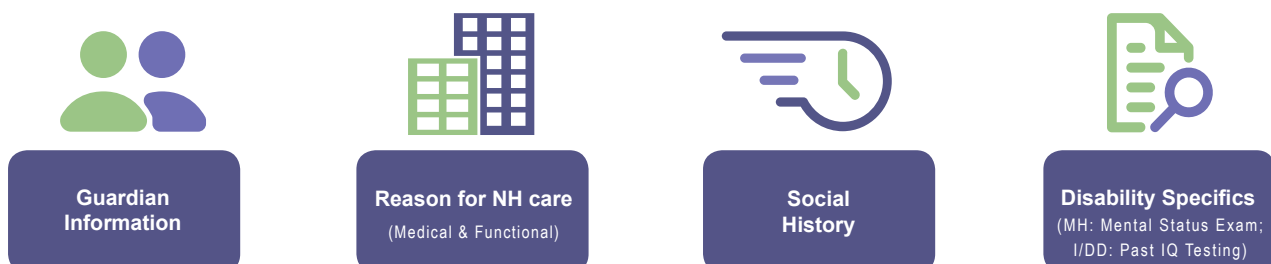 Guardian
Information
Reason for NH care
(Medical & Functional)
Social
History
Disability Specifics
(MH: Mental Status Exam;
I/DD: Past IQ Testing)